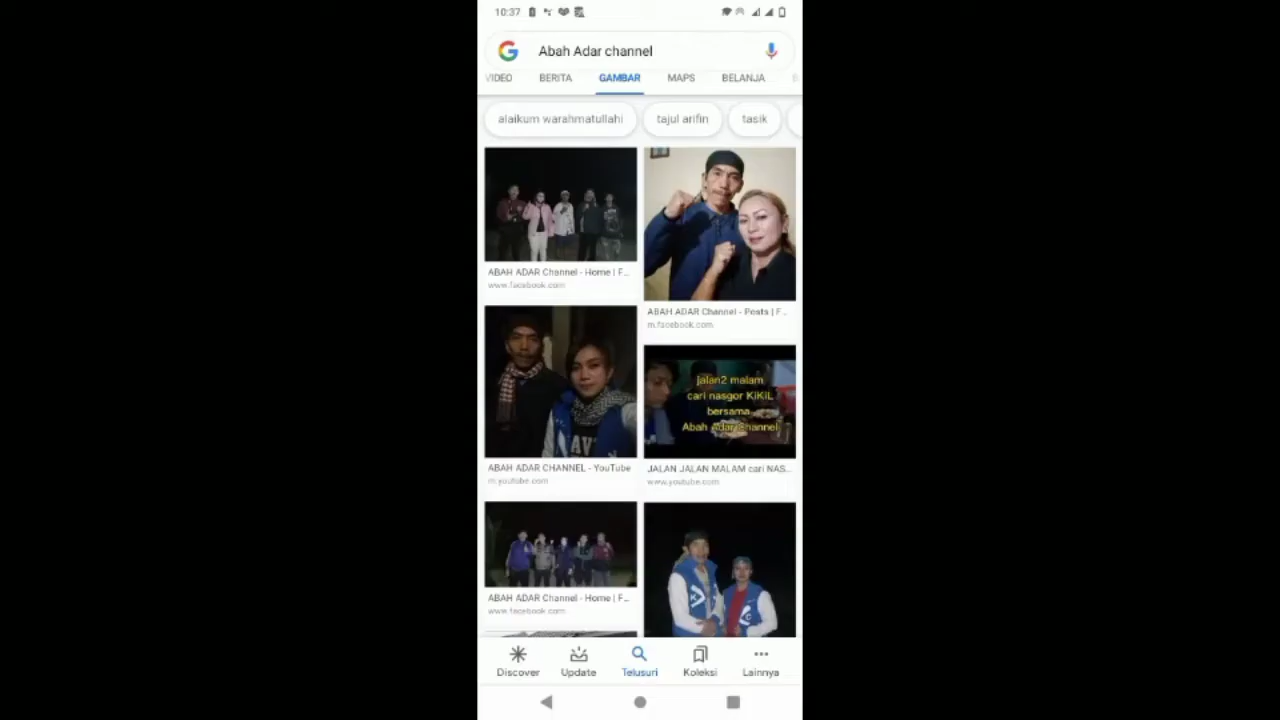 10:37
Abah Adar channel
VIDEO BERITA GAMBAR MAPS BELANJA
alaikum warahmatullahi tajul arifin tasik
ABAH ADAR Channel - Home | F...
www.facebook.com
ABAH ADAR Channel - Posts | F...
m.facebook.com
jalan2 malam
cari nasgor KiKiL
bersama
Abah Adar Channel
ABAH ADAR CHANNEL - YouTube
m.youtube.com
JALAN JALAN MALAM cari NAS...
www.youtube.com
ABAH ADAR Channel - Home | F...
www.facebook.com
Discover Update Telusuri Koleksi Lainnya